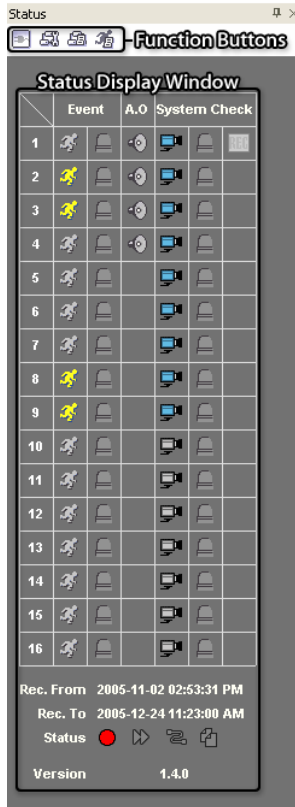 Status
Function Buttons
Status Display Window
Event A.O System Check
1 REC
2
3
4
5
6
7
8
9
10
11
12
13
14
15
16
Rec. From 2005-11-02 02:53:31 PM
Rec. To 2005-12-24 11:23:00 AM
Status
Version 1.4.0